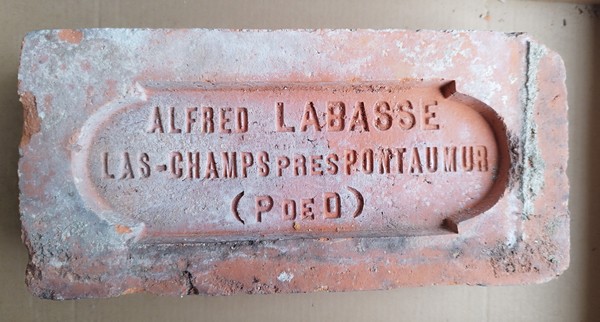 ALFRED LABASSE
LAS-CHAMPS PRES PONTAUMUR
(P DE D)